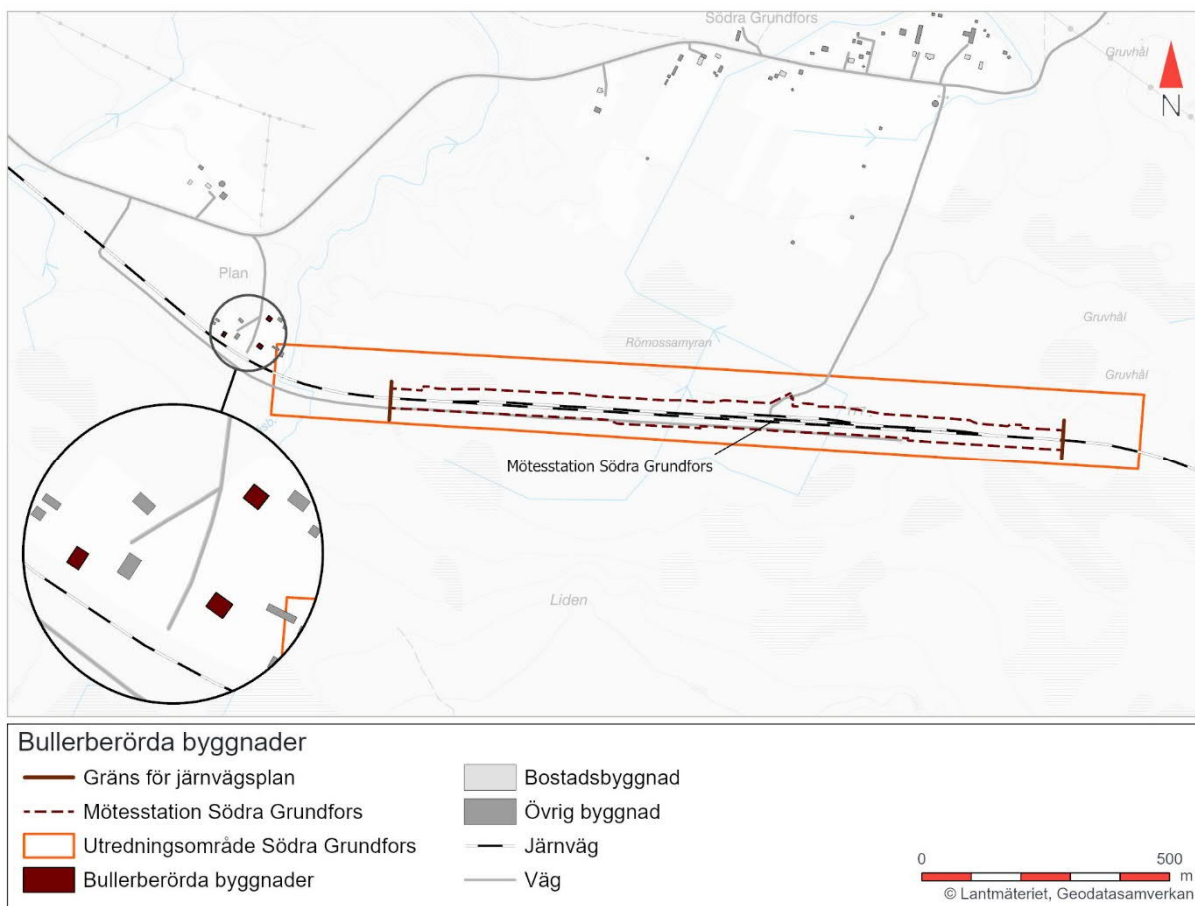 Södra Grundfors
Gruvhål
N
Plan
Gruvhål
Römossamyran
Gruvhål
Mötesstation Södra Grundfors
Liden
Bullerberörda byggnader
Gräns för järnvägsplan
Mötesstation Södra Grundfors
Utredningsområde Södra Grundfors
Bullerberörda byggnader
Bostadsbyggnad
Övrig byggnad
Järnväg
Väg
0 500
m
© Lantmäteriet, Geodatasamverkan